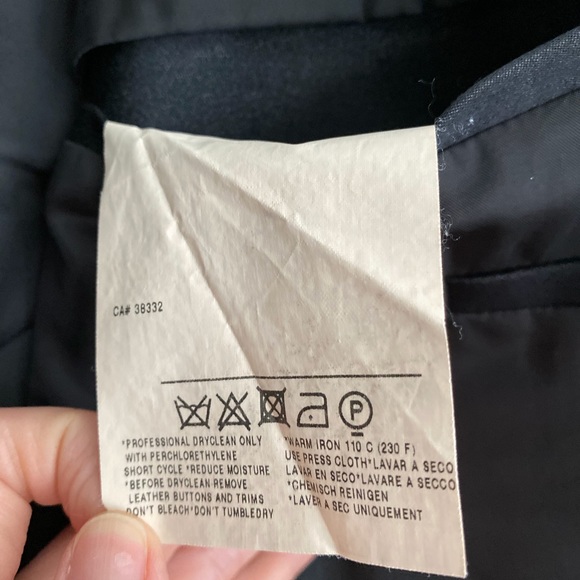 CA# 38332
P
*PROFESSIONAL DRYCLEAN ONLY
WITH PERCHLORETHYLENE
SHORT CYCLE *REDUCE MOISTURE
*BEFORE DRYCLEAN REMOVE
LEATHER BUTTONS AND TRIMS
DON'T BLEACH*DON'T TUMBLEDRY
*WARM IRON 110 C (230 F)
USE PRESS CLOTH*LAVAR A SECO
LAVAR EN SECO*LAVARE A SECCO
*CHEMISCH REINIGEN
*LAVER A SEC UNIQUEMENT